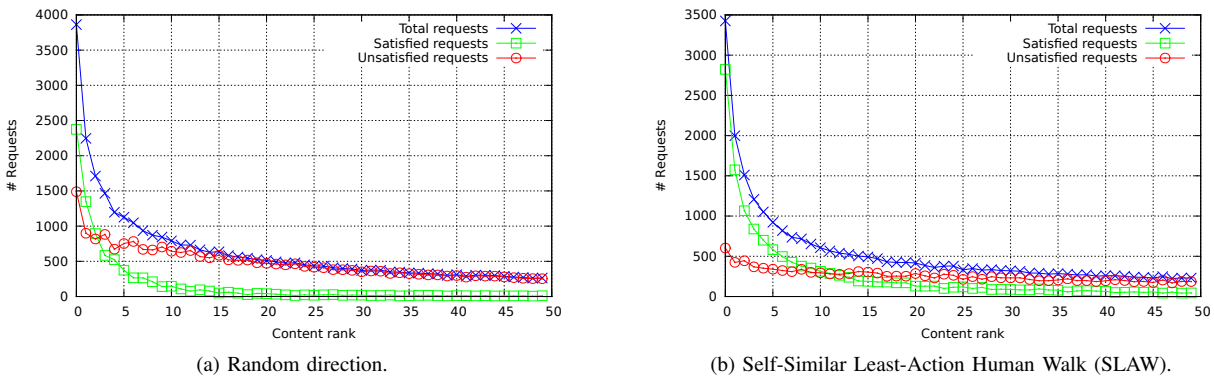 4000
3500
3000
2500
2000
1500
1000
500
0
# Requests
0 5 10 15 20 25 30 35 40 45 50
Content rank
Total requests
Satisfied requests
Unsatisfied requests
(a) Random direction.
3500
3000
2500
2000
1500
1000
500
0
# Requests
0 5 10 15 20 25 30 35 40 45 50
Content rank
Total requests
Satisfied requests
Unsatisfied requests
(b) Self-Similar Least-Action Human Walk (SLAW).